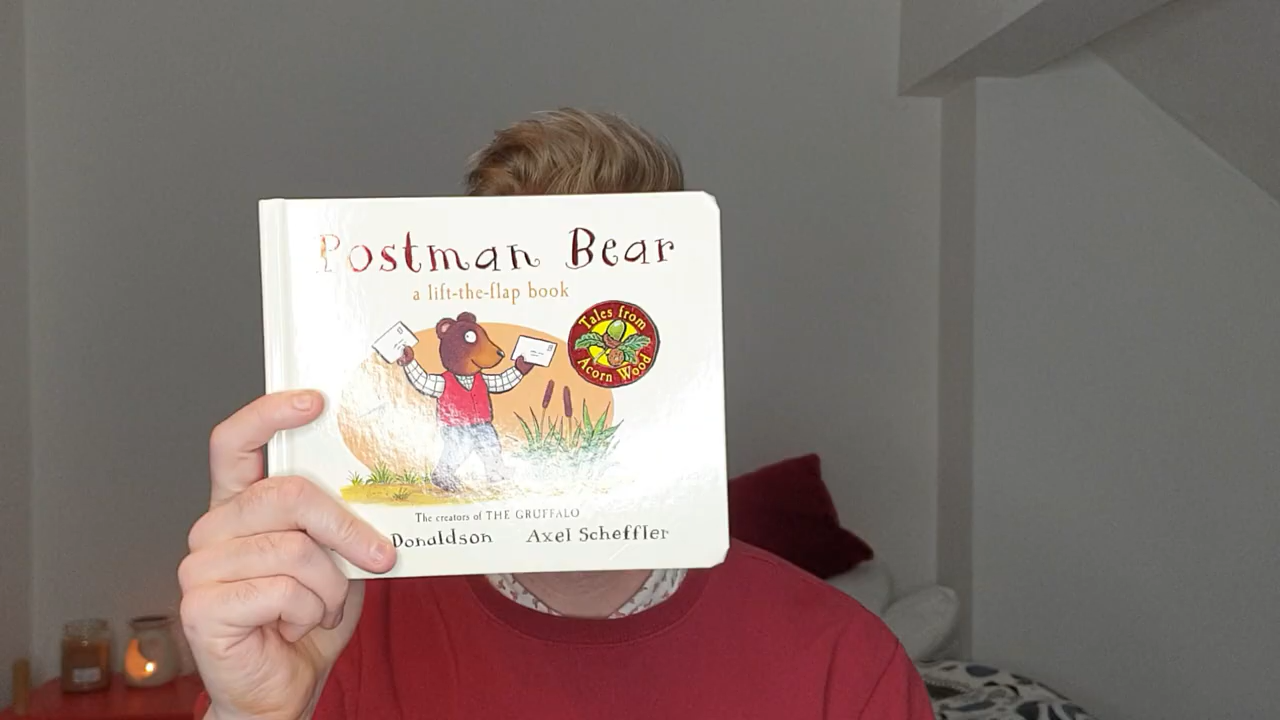 Postman Bear
a lift-the-flap book
Tales from
Acorn Wood
The creators of THE GRUFFALO
Donaldson Axel Scheffler